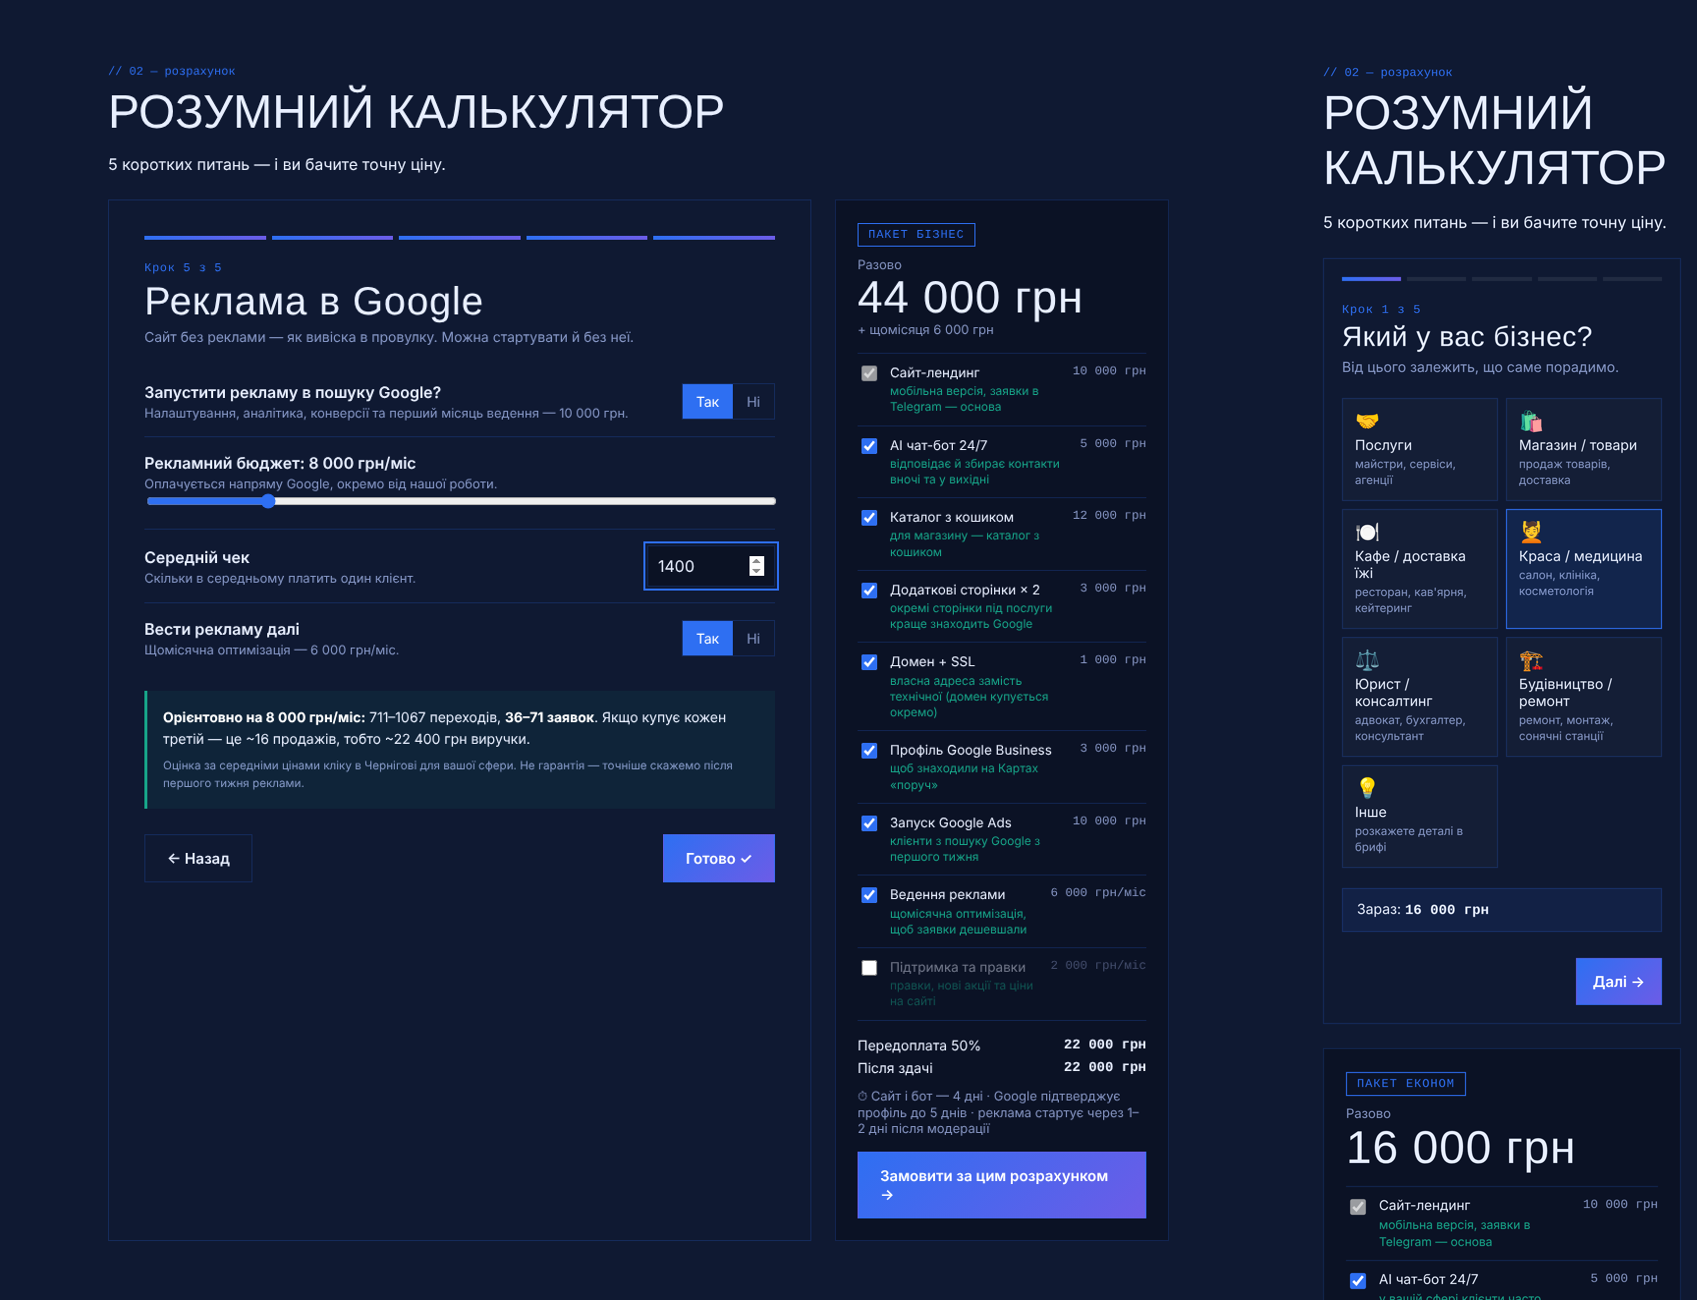 // 02 — розрахунок
РОЗУМНИЙ КАЛЬКУЛЯТОР
5 коротких питань — і ви бачите точну ціну.
Крок 5 з 5
Реклама в Google
Сайт без реклами — як вивіска в провулку. Можна стартувати й без неї.
Запустити рекламу в пошуку Google?
Налаштування, аналітика, конверсії та перший місяць ведення — 10 000 грн.
Так Ні
Рекламний бюджет: 8 000 грн/міс
Оплачується напряму Google, окремо від нашої роботи.
Середній чек
Скільки в середньому платить один клієнт.
1400
Вести рекламу далі
Щомісячна оптимізація — 6 000 грн/міс.
Так Ні
Орієнтовно на 8 000 грн/міс: 711–1067 переходів, 36–71 заявок. Якщо купує кожен
третій — це ~16 продажів, тобто ~22 400 грн виручки.
Оцінка за середніми цінами кліку в Чернігові для вашої сфери. Не гарантія — точніше скажемо після
першого тижня реклами.
← Назад
Готово ✓
ПАКЕТ БІЗНЕС
Разово
44 000 грн
+ щомісяця 6 000 грн
Сайт-лендинг 10 000 грн
мобільна версія, заявки в
Telegram — основа
AI чат-бот 24/7 5 000 грн
відповідає й збирає контакти
вночі та у вихідні
Каталог з кошиком 12 000 грн
для магазину — каталог з
кошиком
Додаткові сторінки × 2 3 000 грн
окремі сторінки під послуги
краще знаходить Google
Домен + SSL 1 000 грн
власна адреса замість
технічної (домен купується
окремо)
Профіль Google Business 3 000 грн
щоб знаходили на Картах
«поруч»
Запуск Google Ads 10 000 грн
клієнти з пошуку Google з
першого тижня
Ведення реклами 6 000 грн/міс
щомісячна оптимізація,
щоб заявки дешевшали
Підтримка та правки 2 000 грн/міс
правки, нові акції та ціни
на сайті
Передоплата 50% 22 000 грн
Після здачі 22 000 грн
⏱ Сайт і бот — 4 дні · Google підтверджує
профіль до 5 днів · реклама стартує через 1–
2 дні після модерації
Замовити за цим розрахунком
→
// 02 — розрахунок
РОЗУМНИЙ
КАЛЬКУЛЯТОР
5 коротких питань — і ви бачите точну ціну.
Крок 1 з 5
Який у вас бізнес?
Від цього залежить, що саме порадимо.
Послуги
майстри, сервіси,
агенції
Магазин / товари
продаж товарів,
доставка
Кафе / доставка
їжі
ресторан, кав'ярня,
кейтеринг
Краса / медицина
салон, клініка,
косметологія
Юрист /
консалтинг
адвокат, бухгалтер,
консультант
Будівництво /
ремонт
ремонт, монтаж,
сонячні станції
Інше
розкажете деталі в
брифі
Зараз: 16 000 грн
Далі →
ПАКЕТ ЕКОНОМ
Разово
16 000 грн
Сайт-лендинг 10 000 грн
мобільна версія, заявки в
Telegram — основа
AI чат-бот 24/7 5 000 грн
у вашій сфері клієнти часто